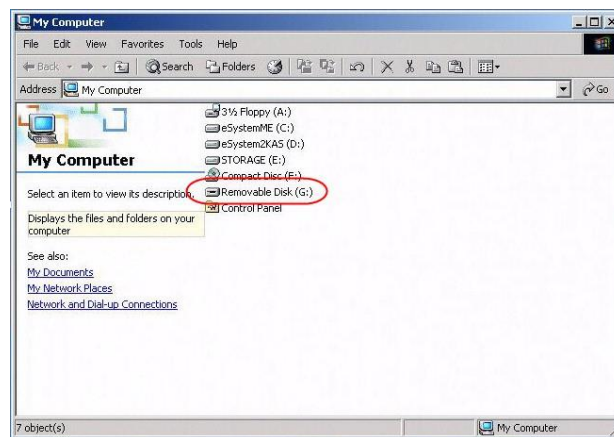 My Computer
File Edit View Favorites Tools Help
Back Search Folders
Address My Computer Go
3½ Floppy (A:)
eSystemME (C:)
eSystem2KAS (D:)
STORAGE (E:)
Compact Disc (F:)
Removable Disk (G:)
Control Panel
My Computer
Select an item to view its description.
Displays the files and folders on your
computer
See also:
My Documents
My Network Places
Network and Dial-up Connections
7 object(s) My Computer